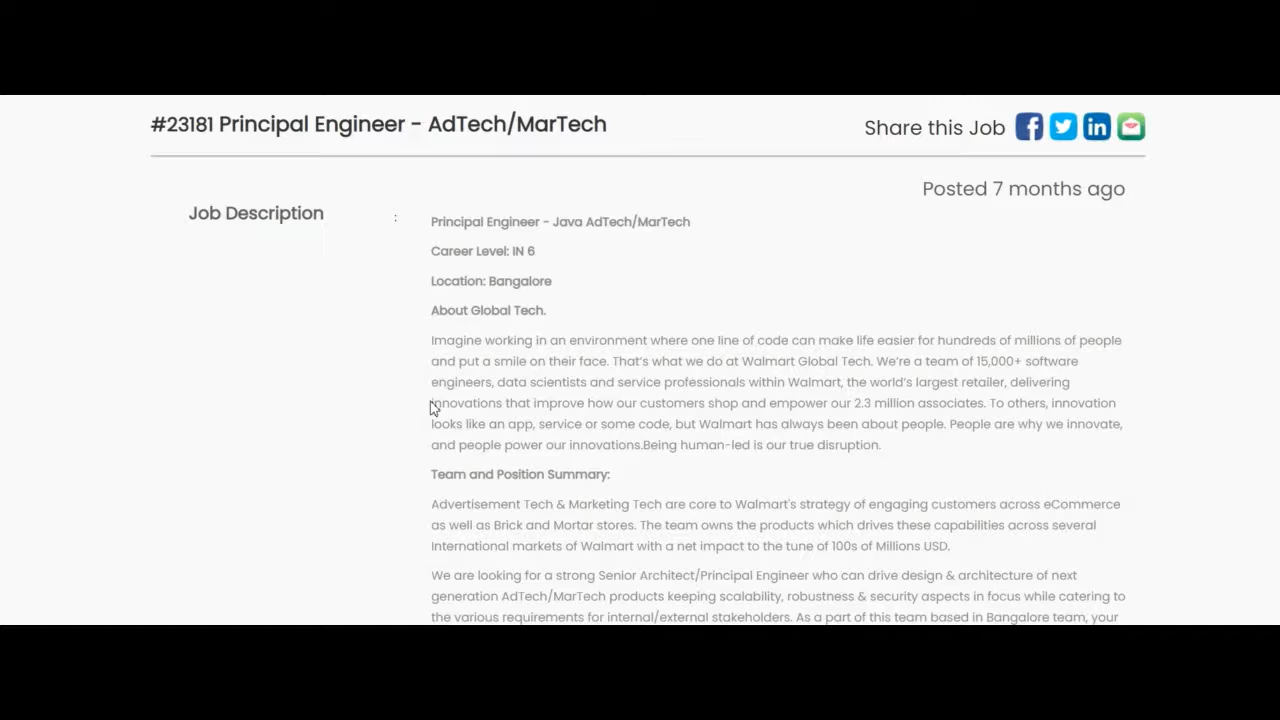 #23181 Principal Engineer - AdTech/MarTech
Share this Job
Posted 7 months ago
Job Description
:
Principal Engineer - Java AdTech/MarTech
Career Level: IN 6
Location: Bangalore
About Global Tech.
Imagine working in an environment where one line of code can make life easier for hundreds of millions of people
and put a smile on their face. That's what we do at Walmart Global Tech. We're a team of 15,000+ software
engineers, data scientists and service professionals within Walmart, the world's largest retailer, delivering
innovations that improve how our customers shop and empower our 2.3 million associates. To others, innovation
looks like an app, service or some code, but Walmart has always been about people. People are why we innovate,
and people power our innovations.Being human-led is our true disruption.
Team and Position Summary:
Advertisement Tech & Marketing Tech are core to Walmart's strategy of engaging customers across eCommerce
as well as Brick and Mortar stores. The team owns the products which drives these capabilities across several
International markets of Walmart with a net impact to the tune of 100s of Millions USD.
We are looking for a strong Senior Architect/Principal Engineer who can drive design & architecture of next
generation AdTech/MarTech products keeping scalability, robustness & security aspects in focus while catering to
the various requirements for internal/external stakeholders. As a part of this team based in Bangalore team, your